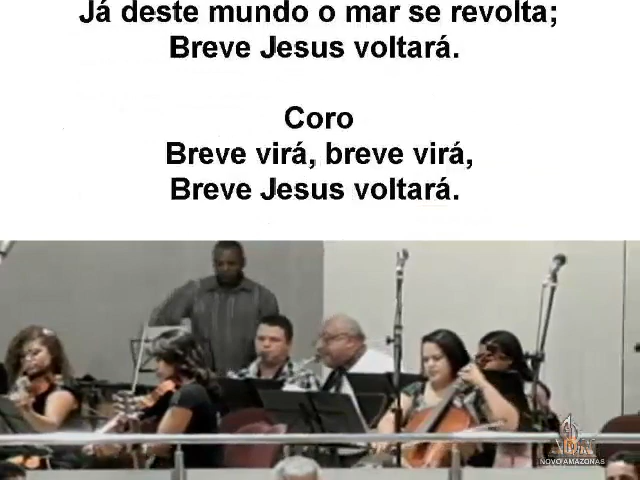 Já deste mundo o mar se revolta;
Breve Jesus voltará.
Coro
Breve virá, breve virá,
Breve Jesus voltará.
NOVO AMAZONAS